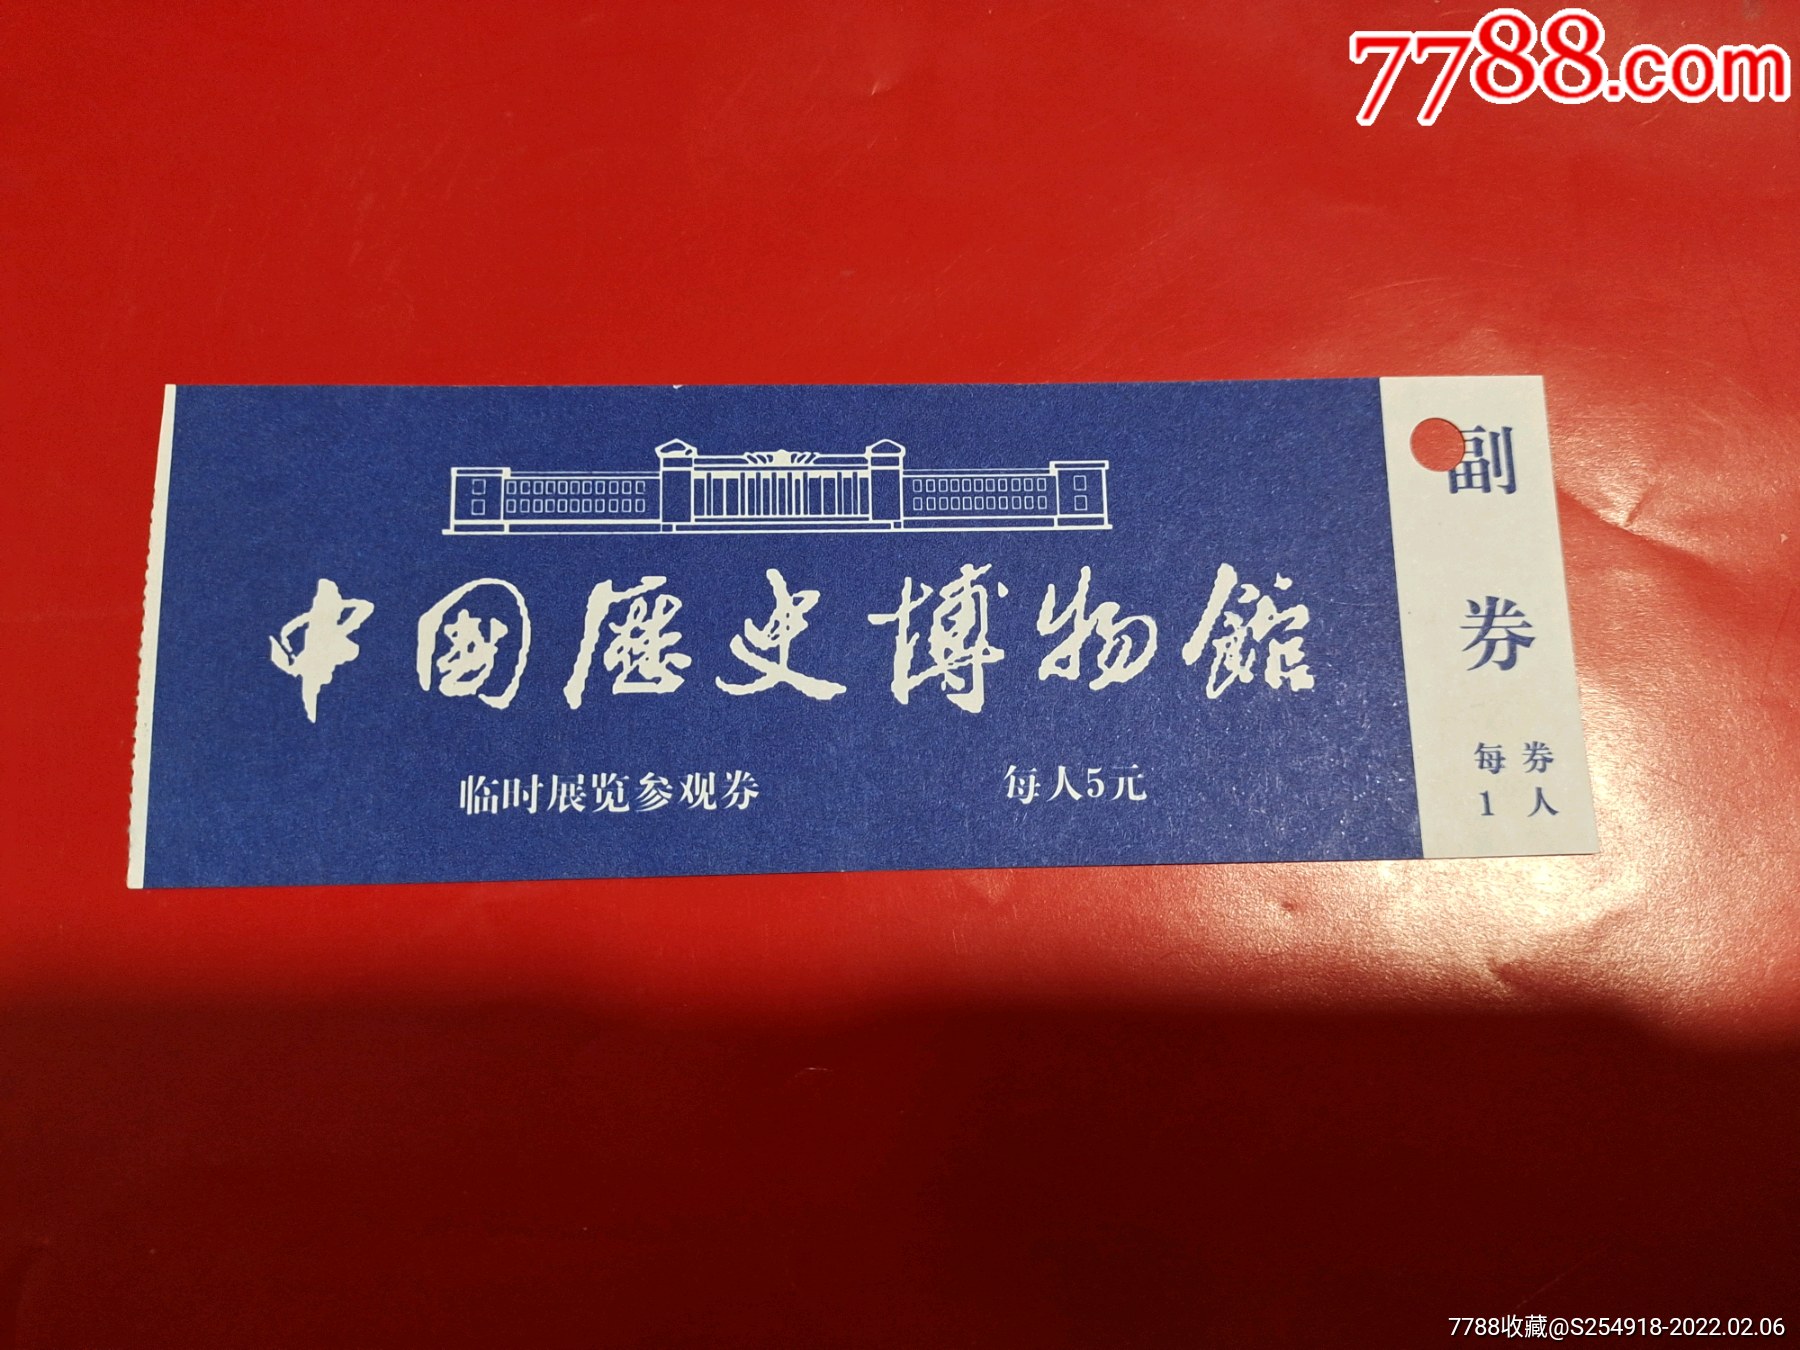 7788.com
中国歷史博物館
临时展览参观券 每人5元
副
券
每券
1人
7788收藏@S254918-2022.02.06